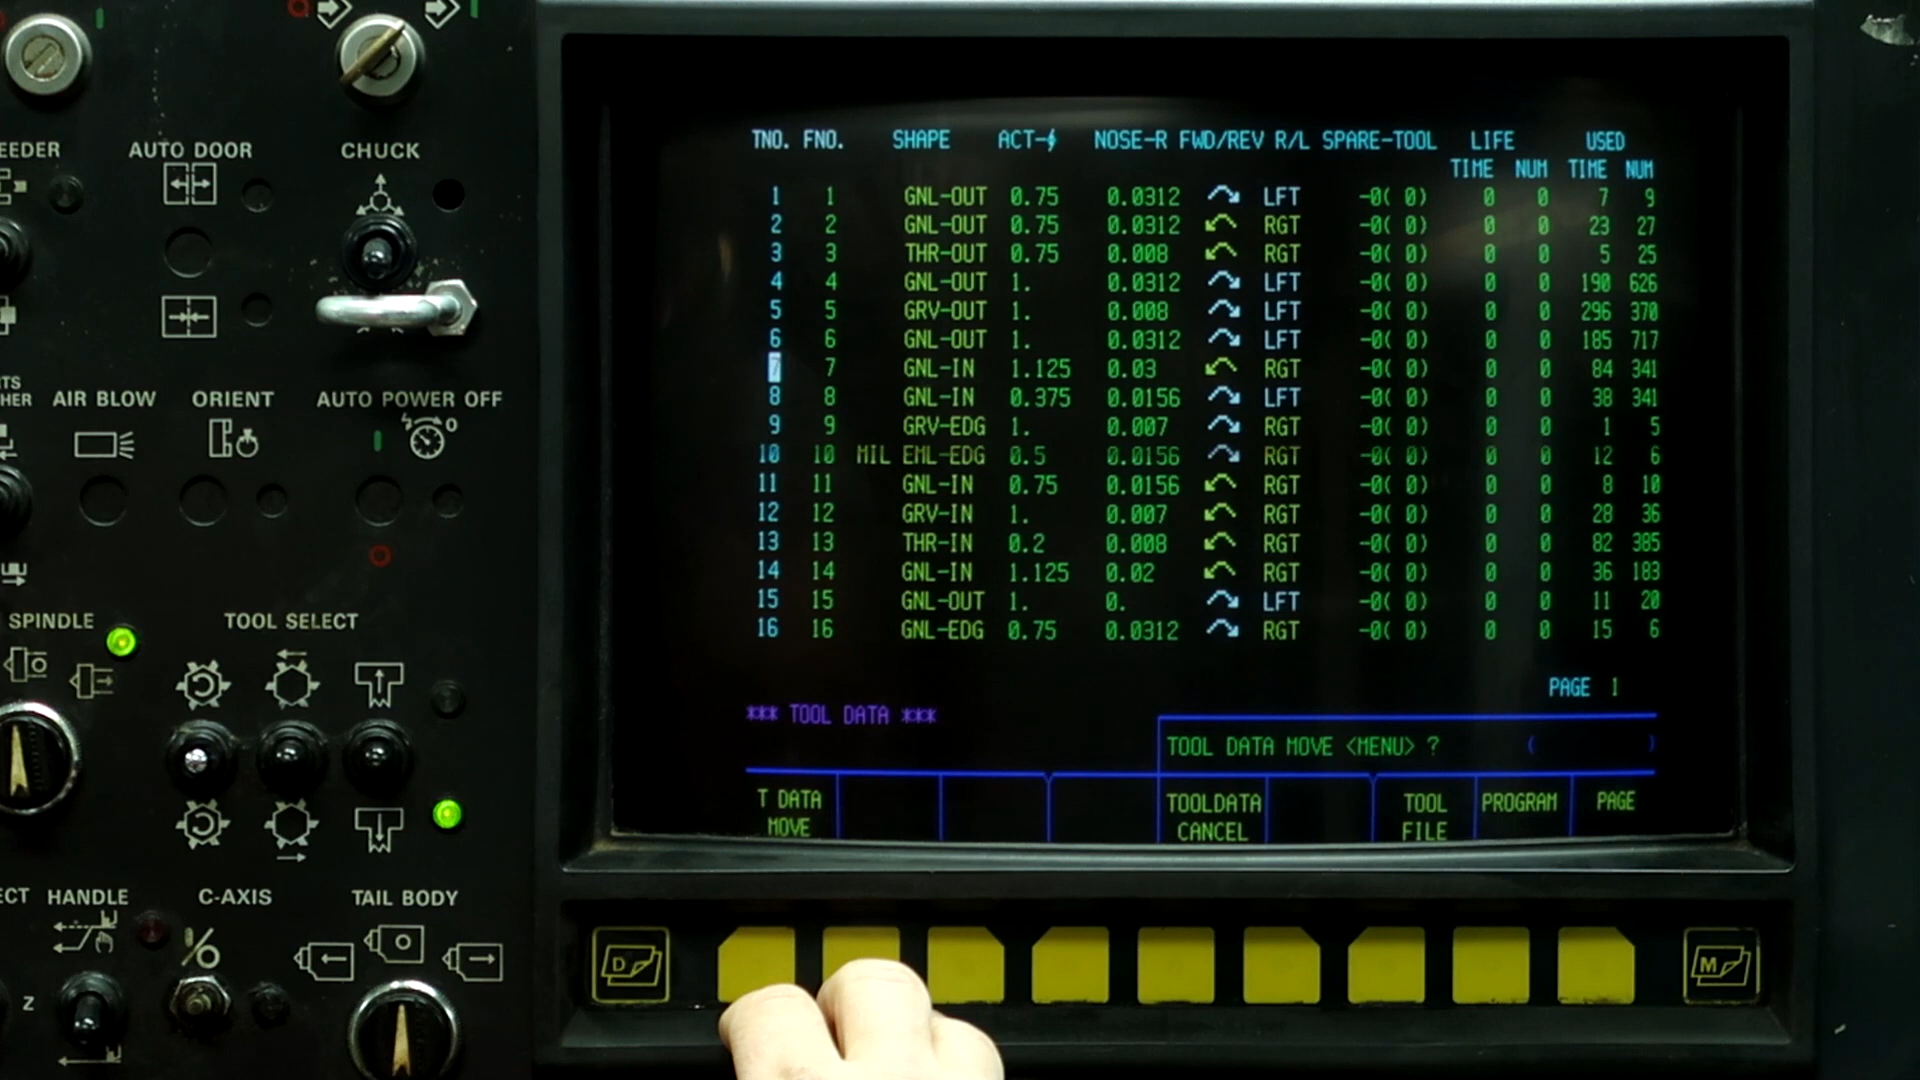 EEDER AUTO DOOR CHUCK
HER AIR BLOW ORIENT AUTO POWER OFF
SPINDLE TOOL SELECT
ECT HANDLE C-AXIS TAIL BODY
Z
TNO. FNO. SHAPE ACT-ϕ NOSE-R FWD/REV R/L SPARE-TOOL LIFE USED
TIME NUM TIME NUM
1 1 GNL-OUT 0.75 0.0312 LFT -0( 0) 0 0 7 9
2 2 GNL-OUT 0.75 0.0312 RGT -0( 0) 0 0 23 27
3 3 THR-OUT 0.75 0.008 RGT -0( 0) 0 0 5 25
4 4 GNL-OUT 1. 0.0312 LFT -0( 0) 0 0 190 626
5 5 GRV-OUT 1. 0.008 LFT -0( 0) 0 0 296 370
6 6 GNL-OUT 1. 0.0312 LFT -0( 0) 0 0 185 717
7 7 GNL-IN 1.125 0.03 RGT -0( 0) 0 0 84 341
8 8 GNL-IN 0.375 0.0156 LFT -0( 0) 0 0 38 341
9 9 GRV-EDG 1. 0.007 RGT -0( 0) 0 0 1 5
10 10 MIL EML-EDG 0.5 0.0156 RGT -0( 0) 0 0 12 6
11 11 GNL-IN 0.75 0.0156 RGT -0( 0) 0 0 8 10
12 12 GRV-IN 1. 0.007 RGT -0( 0) 0 0 28 36
13 13 THR-IN 0.2 0.008 RGT -0( 0) 0 0 82 385
14 14 GNL-IN 1.125 0.02 RGT -0( 0) 0 0 36 183
15 15 GNL-OUT 1. 0. LFT -0( 0) 0 0 11 20
16 16 GNL-EDG 0.75 0.0312 RGT -0( 0) 0 0 15 6
PAGE 1
*** TOOL DATA ***
TOOL DATA MOVE <MENU> ? ( )
T DATA MOVE
TOOLDATA CANCEL
TOOL FILE
PROGRAM
PAGE
D
M